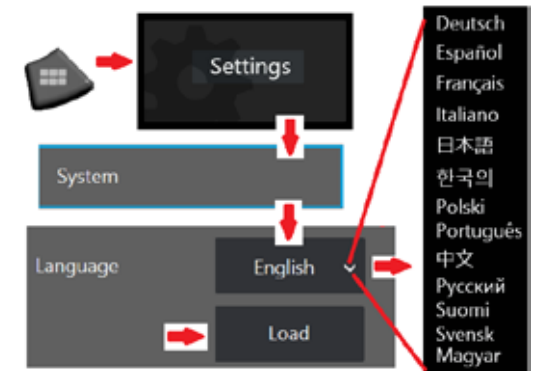 Settings
System
Language
English
Load
Deutsch
Español
Français
Italiano
日本語
한국의
Polski
Português
中文
Русский
Suomi
Svensk
Magyar